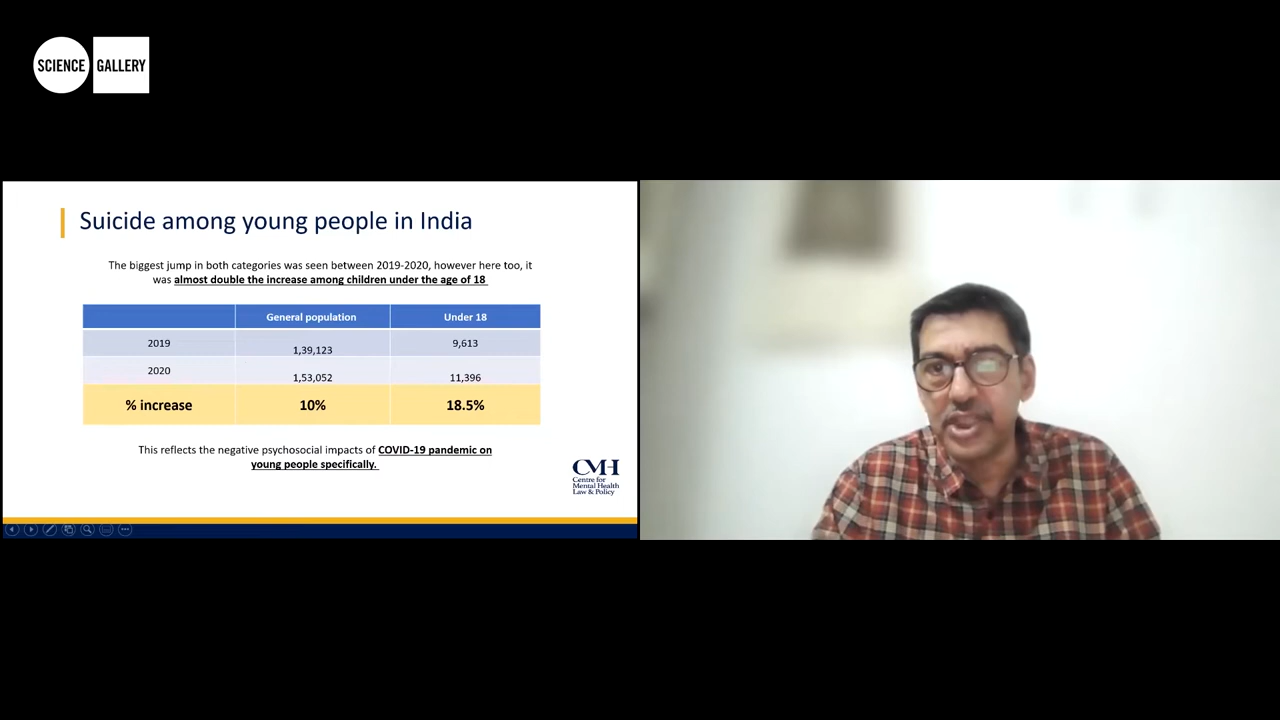 SCIENCE GALLERY
Suicide among young people in India
The biggest jump in both categories was seen between 2019-2020, however here too, it
was almost double the increase among children under the age of 18
General population Under 18
2019 1,39,123 9,613
2020 1,53,052 11,396
% increase 10% 18.5%
This reflects the negative psychosocial impacts of COVID-19 pandemic on
young people specifically.
CMH
Centre for
Mental Health
Law & Policy